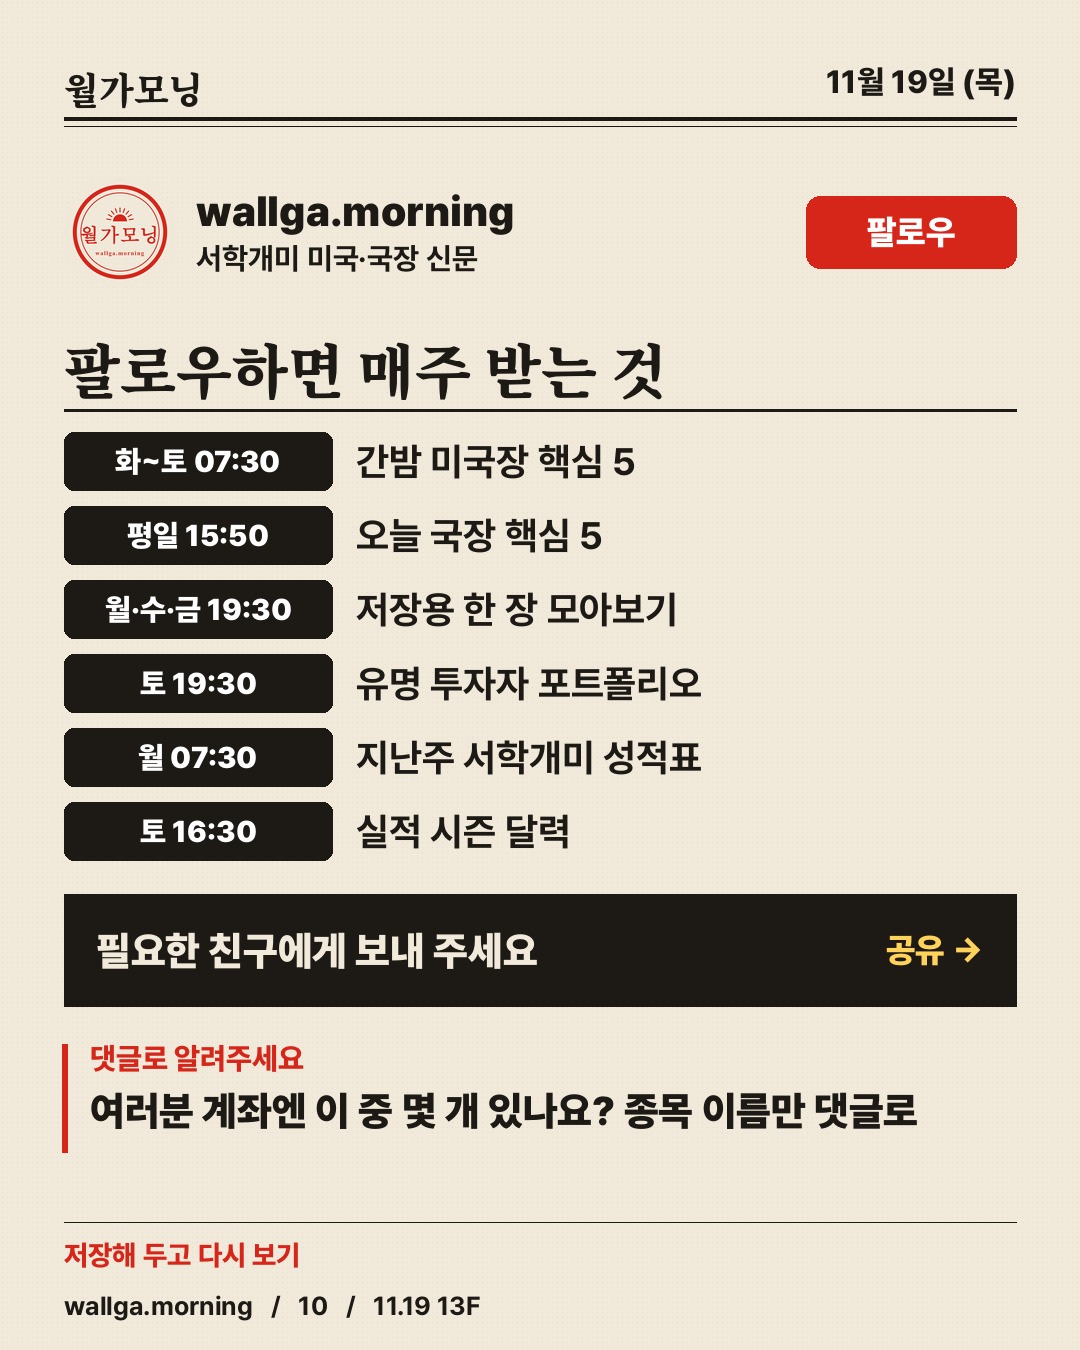 월가모닝
11월 19일 (목)
월가모닝
wallga.morning
wallga.morning
서학개미 미국·국장 신문
팔로우
팔로우하면 매주 받는 것
화~토 07:30 간밤 미국장 핵심 5
평일 15:50 오늘 국장 핵심 5
월·수·금 19:30 저장용 한 장 모아보기
토 19:30 유명 투자자 포트폴리오
월 07:30 지난주 서학개미 성적표
토 16:30 실적 시즌 달력
필요한 친구에게 보내 주세요 공유 →
댓글로 알려주세요
여러분 계좌엔 이 중 몇 개 있나요? 종목 이름만 댓글로
저장해 두고 다시 보기
wallga.morning / 10 / 11.19 13F